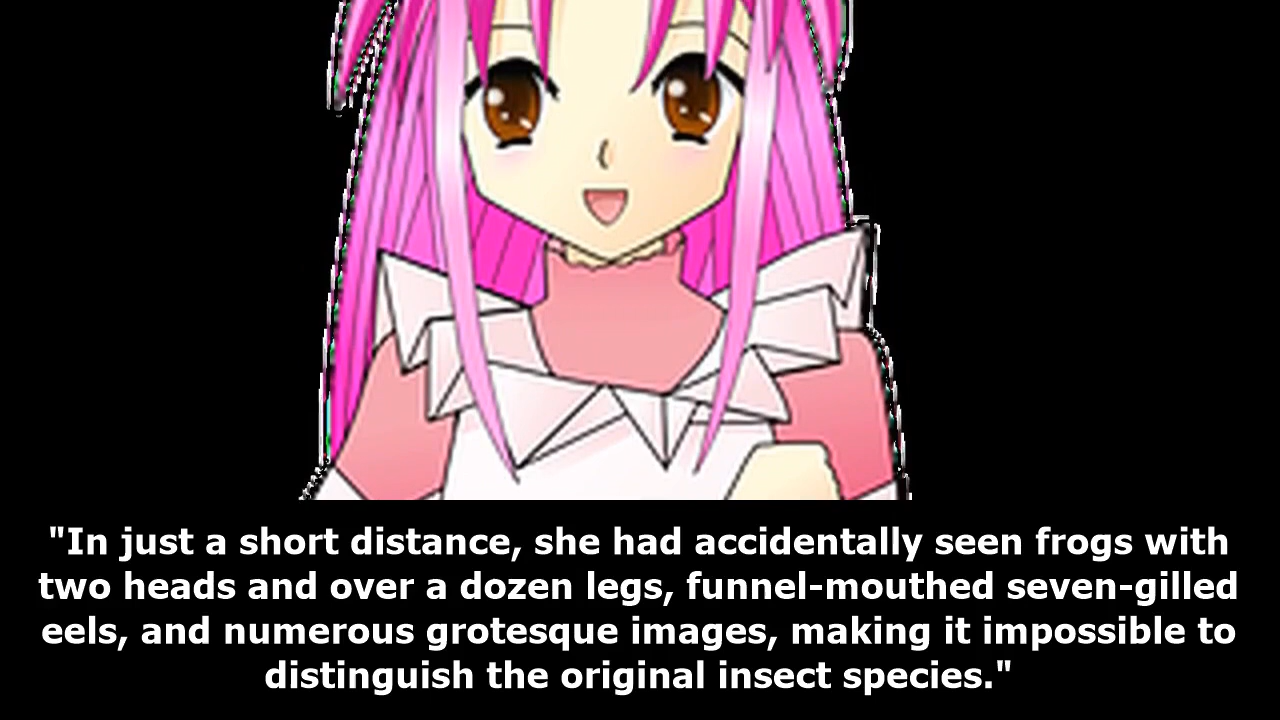 "In just a short distance, she had accidentally seen frogs with
two heads and over a dozen legs, funnel-mouthed seven-gilled
eels, and numerous grotesque images, making it impossible to
distinguish the original insect species."